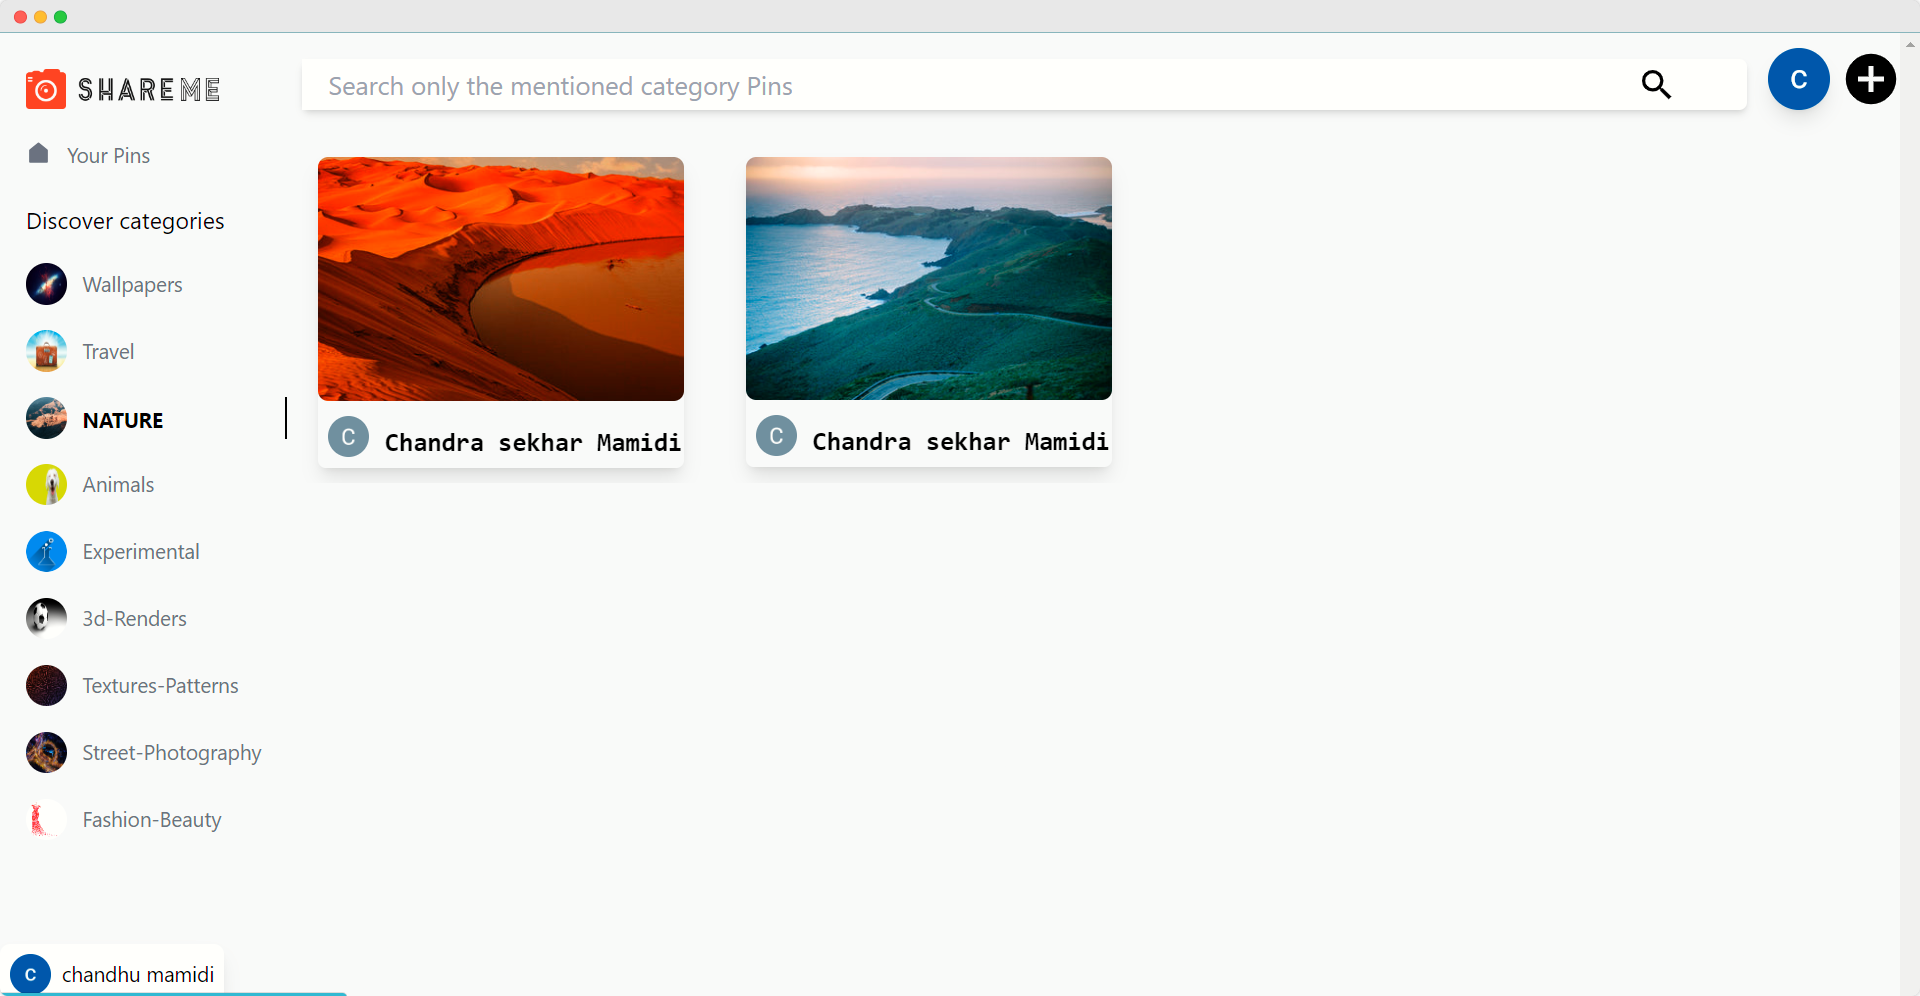 SHAREME
Search only the mentioned category Pins
C
Your Pins
Discover categories
Wallpapers
Travel
NATURE
Animals
Experimental
3d-Renders
Textures-Patterns
Street-Photography
Fashion-Beauty
C Chandra sekhar Mamidi
C Chandra sekhar Mamidi
C chandhu mamidi